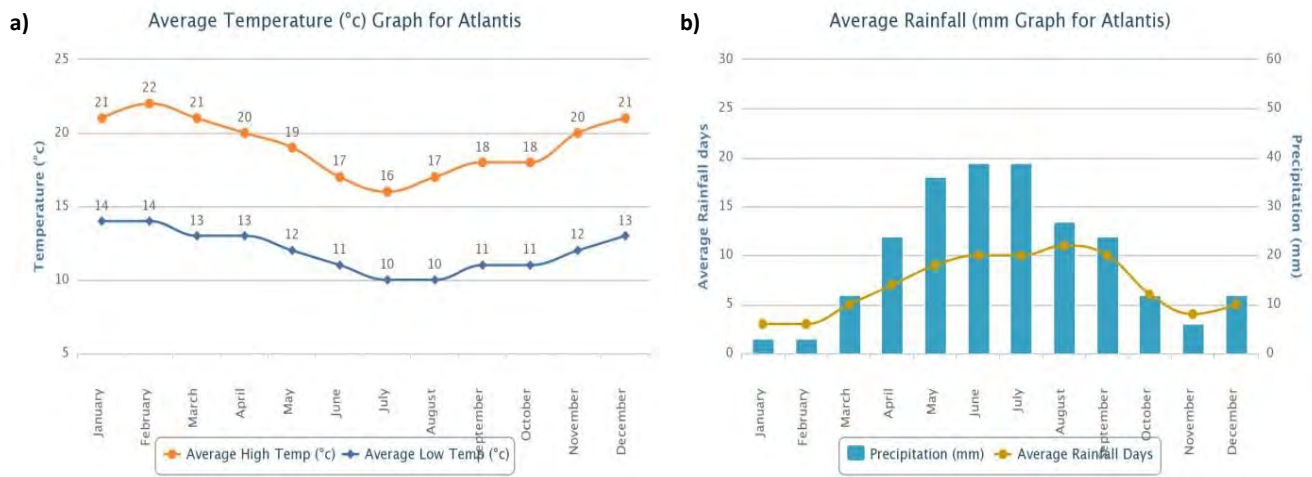 a)
Average Temperature (°c) Graph for Atlantis
Temperature (°c)
25
20
15
10
5
21
22
21
20
19
17
16
17
18
18
20
21
14
14
13
13
12
11
10
10
11
11
12
13
January
February
March
April
May
June
July
August
September
October
November
December
Average High Temp (°c)
Average Low Temp (°c)
b)
Average Rainfall (mm Graph for Atlantis)
Average Rainfall days
30
25
20
15
10
5
0
Precipitation (mm)
60
50
40
30
20
10
0
January
February
March
April
May
June
July
August
September
October
November
December
Precipitation (mm)
Average Rainfall Days